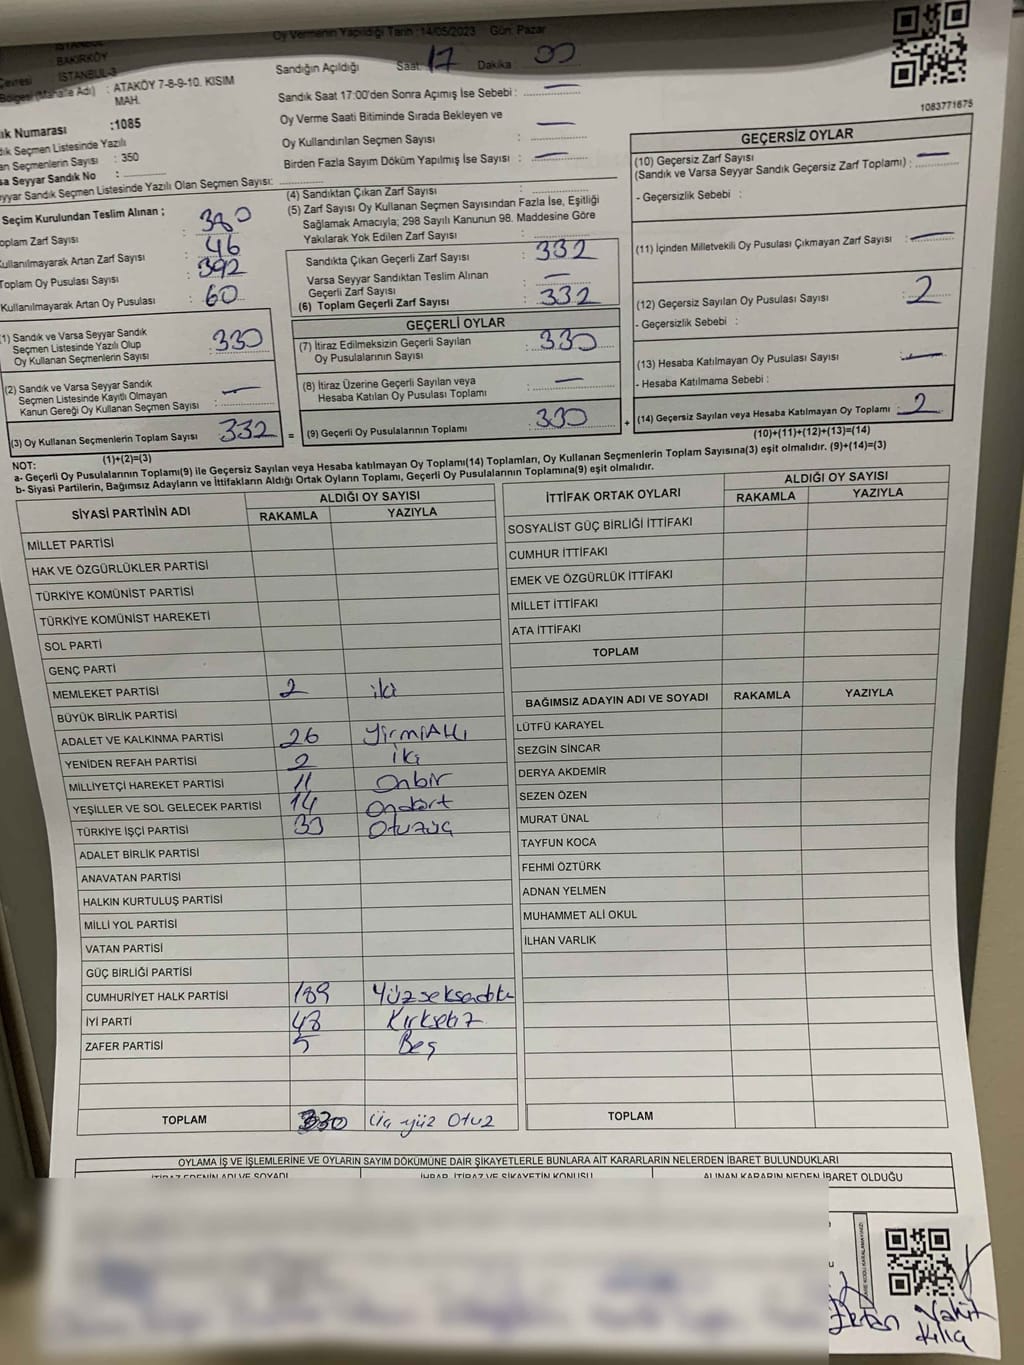 İSTANBUL
BAKIRKÖY
İSTANBUL-3
Bölgesi (Mahalle Adı) : ATAKÖY 7-8-9-10. KISIM
MAH.
:1085
: 350
Seyyar Sandık No :
Sandık Seçmen Listesinde Yazılı Olan Seçmen Sayısı:
Seçim Kurulundan Teslim Alınan ;
Toplam Zarf Sayısı : 380
Kullanılmayarak Artan Zarf Sayısı : 46
Toplam Oy Pusulası Sayısı : 392
Kullanılmayarak Artan Oy Pusulası : 60
(1) Sandık ve Varsa Seyyar Sandık
Seçmen Listesinde Yazılı Olup
Oy Kullanan Seçmenlerin Sayısı : 330
(2) Sandık ve Varsa Seyyar Sandık
Seçmen Listesinde Kayıtlı Olmayan
Kanun Gereği Oy Kullanan Seçmen Sayısı : —
(3) Oy Kullanan Seçmenlerin Toplam Sayısı : 332
(1)+(2)=(3)
Oy Vermenin Yapıldığı Tarih : 14/05/2023 Gün: Pazar
Sandığın Açıldığı Saat 17 Dakika 00
Sandık Saat 17:00'den Sonra Açımış İse Sebebi : —
Oy Verme Saati Bitiminde Sırada Bekleyen ve
Oy Kullandırılan Seçmen Sayısı : —
Birden Fazla Sayım Döküm Yapılmış İse Sayısı : —
(4) Sandıktan Çıkan Zarf Sayısı :
(5) Zarf Sayısı Oy Kullanan Seçmen Sayısından Fazla İse, Eşitliği
Sağlamak Amacıyla; 298 Sayılı Kanunun 98. Maddesine Göre
Yakılarak Yok Edilen Zarf Sayısı :
Sandıkta Çıkan Geçerli Zarf Sayısı : 332
Varsa Seyyar Sandıktan Teslim Alınan
Geçerli Zarf Sayısı : —
(6) Toplam Geçerli Zarf Sayısı : 332
GEÇERLİ OYLAR
(7) İtiraz Edilmeksizin Geçerli Sayılan
Oy Pusulalarının Sayısı : 330
(8) İtiraz Üzerine Geçerli Sayılan veya
Hesaba Katılan Oy Pusulası Toplamı : —
= (9) Geçerli Oy Pusulalarının Toplamı : 330 +
1083771675
GEÇERSİZ OYLAR
(10) Geçersiz Zarf Sayısı
(Sandık ve Varsa Seyyar Sandık Geçersiz Zarf Toplamı) : —
- Geçersizlik Sebebi :
(11) İçinden Milletvekili Oy Pusulası Çıkmayan Zarf Sayısı : —
(12) Geçersiz Sayılan Oy Pusulası Sayısı : 2
- Geçersizlik Sebebi :
(13) Hesaba Katılmayan Oy Pusulası Sayısı : —
- Hesaba Katılmama Sebebi :
(14) Geçersiz Sayılan veya Hesaba Katılmayan Oy Toplamı : 2
(10)+(11)+(12)+(13)=(14)
NOT:
a- Geçerli Oy Pusulalarının Toplamı(9) ile Geçersiz Sayılan veya Hesaba katılmayan Oy Toplamı(14) Toplamları, Oy Kullanan Seçmenlerin Toplam Sayısına(3) eşit olmalıdır. (9)+(14)=(3)
b- Siyasi Partilerin, Bağımsız Adayların ve İttifakların Aldığı Ortak Oyların Toplamı, Geçerli Oy Pusulalarının Toplamına(9) eşit olmalıdır.
SİYASİ PARTİNİN ADI ALDIĞI OY SAYISI
RAKAMLA YAZIYLA
MİLLET PARTİSİ
HAK VE ÖZGÜRLÜKLER PARTİSİ
TÜRKİYE KOMÜNİST PARTİSİ
TÜRKİYE KOMÜNİST HAREKETİ
SOL PARTİ
GENÇ PARTİ
MEMLEKET PARTİSİ 2 iki
BÜYÜK BİRLİK PARTİSİ
ADALET VE KALKINMA PARTİSİ 26 YirmiAltı
YENİDEN REFAH PARTİSİ 2 İki
MİLLİYETÇİ HAREKET PARTİSİ 11 Onbir
YEŞİLLER VE SOL GELECEK PARTİSİ 14 Ondört
TÜRKİYE İŞÇİ PARTİSİ 33 Otuzüç
ADALET BİRLİK PARTİSİ
ANAVATAN PARTİSİ
HALKIN KURTULUŞ PARTİSİ
MİLLİ YOL PARTİSİ
VATAN PARTİSİ
GÜÇ BİRLİĞİ PARTİSİ
CUMHURİYET HALK PARTİSİ 189
İYİ PARTİ 48 Kırksekiz
ZAFER PARTİSİ 5 Beş
TOPLAM 330 Üç yüz Otuz
İTTİFAK ORTAK OYLARI ALDIĞI OY SAYISI
RAKAMLA YAZIYLA
SOSYALİST GÜÇ BİRLİĞİ İTTİFAKI
CUMHUR İTTİFAKI
EMEK VE ÖZGÜRLÜK İTTİFAKI
MİLLET İTTİFAKI
ATA İTTİFAKI
TOPLAM
BAĞIMSIZ ADAYIN ADI VE SOYADI RAKAMLA YAZIYLA
LÜTFÜ KARAYEL
SEZGİN SİNCAR
DERYA AKDEMİR
SEZEN ÖZEN
MURAT ÜNAL
TAYFUN KOCA
FEHMİ ÖZTÜRK
ADNAN YELMEN
MUHAMMET ALİ OKUL
İLHAN VARLIK
TOPLAM
OYLAMA İŞ VE İŞLEMLERİNE VE OYLARIN SAYIM DÖKÜMÜNE DAİR ŞİKAYETLERLE BUNLARA AİT KARARLARIN NELERDEN İBARET BULUNDUKLARI
İTİRAZ EDENİN ADI VE SOYADI İHBAR, İTİRAZ VE ŞİKAYETİN KONUSU ALINAN KARARIN NEDEN İBARET OLDUĞU
Vahit
Kılıç